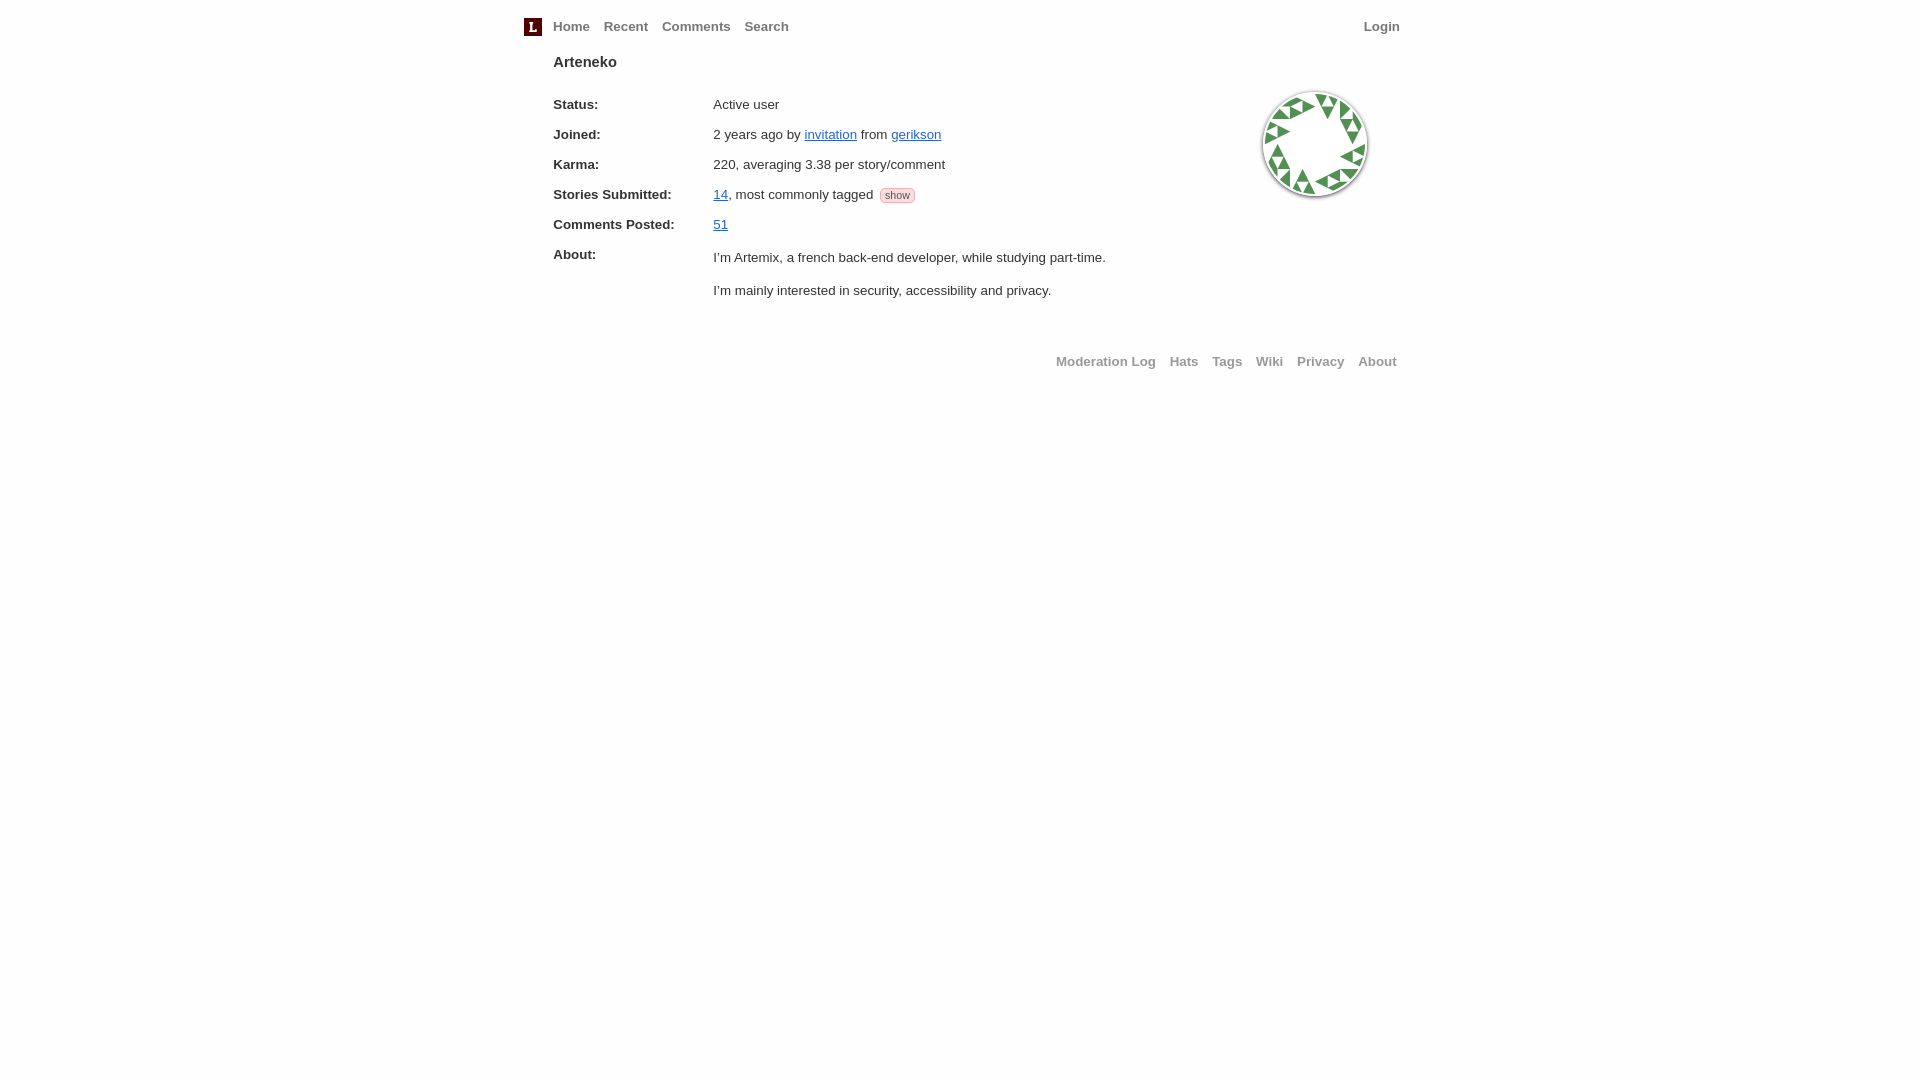 L Home Recent Comments Search Login
Arteneko
Status: Active user
Joined: 2 years ago by invitation from gerikson
Karma: 220, averaging 3.38 per story/comment
Stories Submitted: 14, most commonly tagged show
Comments Posted: 51
About: I’m Artemix, a french back-end developer, while studying part-time.
I’m mainly interested in security, accessibility and privacy.
Moderation Log Hats Tags Wiki Privacy About